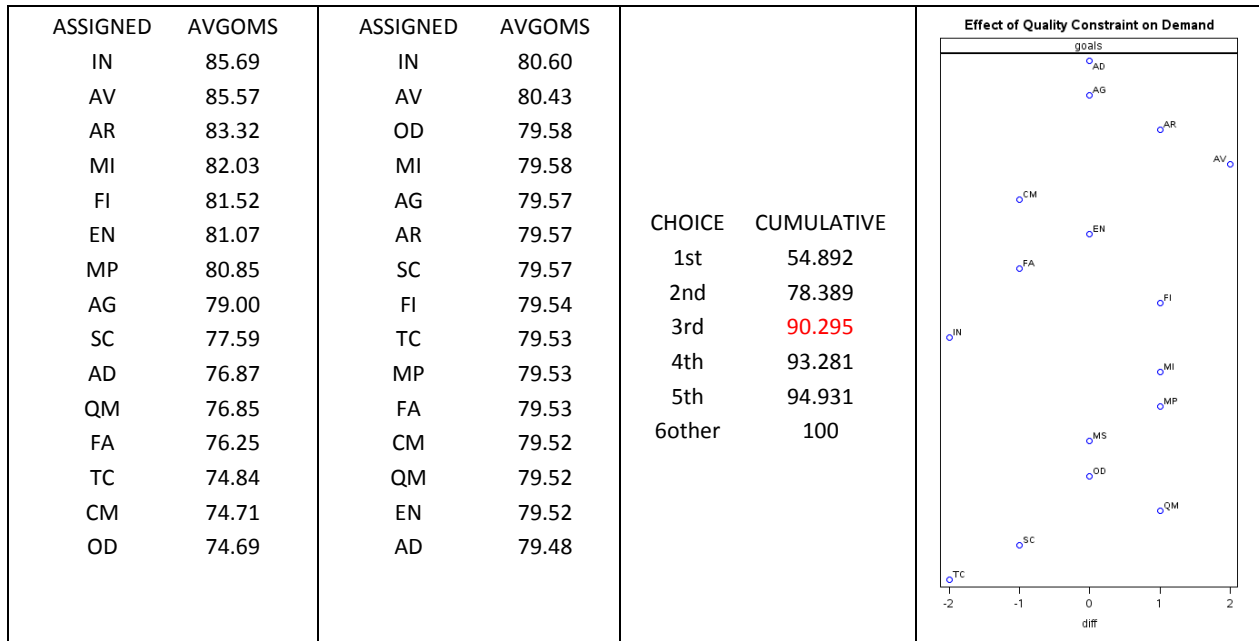 ASSIGNED AVGOMS
IN 85.69
AV 85.57
AR 83.32
MI 82.03
FI 81.52
EN 81.07
MP 80.85
AG 79.00
SC 77.59
AD 76.87
QM 76.85
FA 76.25
TC 74.84
CM 74.71
OD 74.69
ASSIGNED AVGOMS
IN 80.60
AV 80.43
OD 79.58
MI 79.58
AG 79.57
AR 79.57
SC 79.57
FI 79.54
TC 79.53
MP 79.53
FA 79.53
CM 79.52
QM 79.52
EN 79.52
AD 79.48
CHOICE CUMULATIVE
1st 54.892
2nd 78.389
3rd 90.295
4th 93.281
5th 94.931
6other 100
Effect of Quality Constraint on Demand
goals
AD
AG
AR
AV
CM
EN
FA
FI
IN
MI
MP
MS
OD
QM
SC
TC
-2 -1 0 1 2
diff